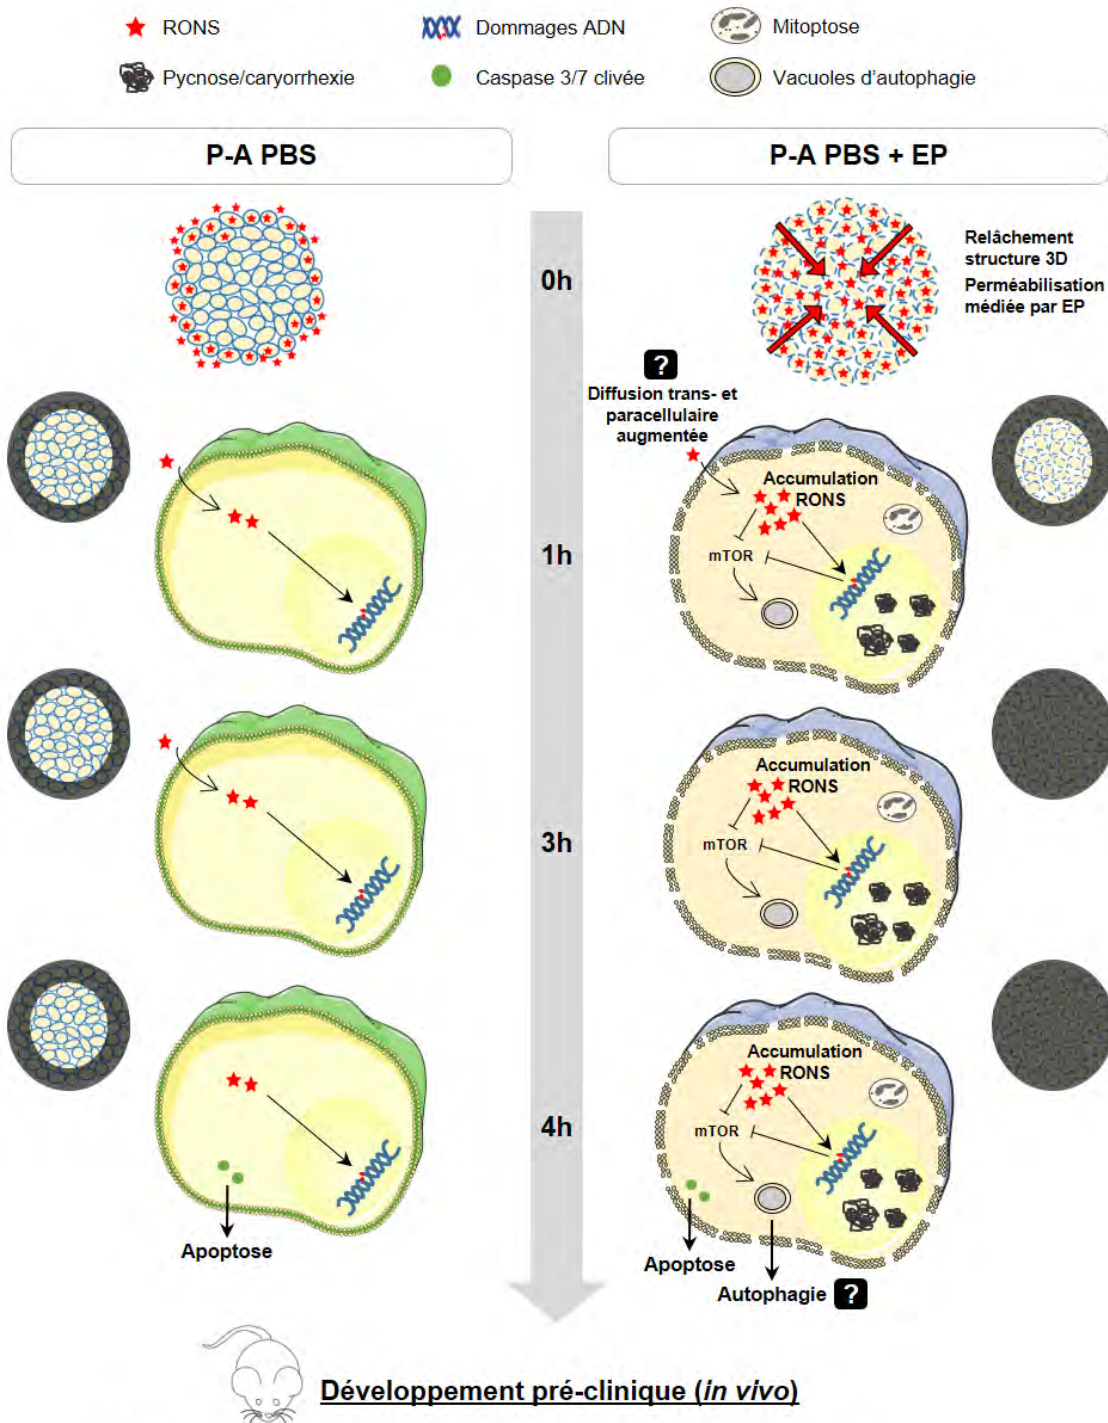 RONS
Dommages ADN
Mitoptose
Pycnose/caryorrhexie
Caspase 3/7 clivée
Vacuoles d'autophagie
P-A PBS
P-A PBS + EP
0h
Relâchement
structure 3D
Perméabilisation
médiée par EP
?
Diffusion trans- et
paracellulaire
augmentée
Accumulation
RONS
mTOR
1h
Accumulation
RONS
mTOR
3h
Accumulation
RONS
mTOR
4h
Apoptose
Apoptose
Autophagie ?
Développement pré-clinique (in vivo)